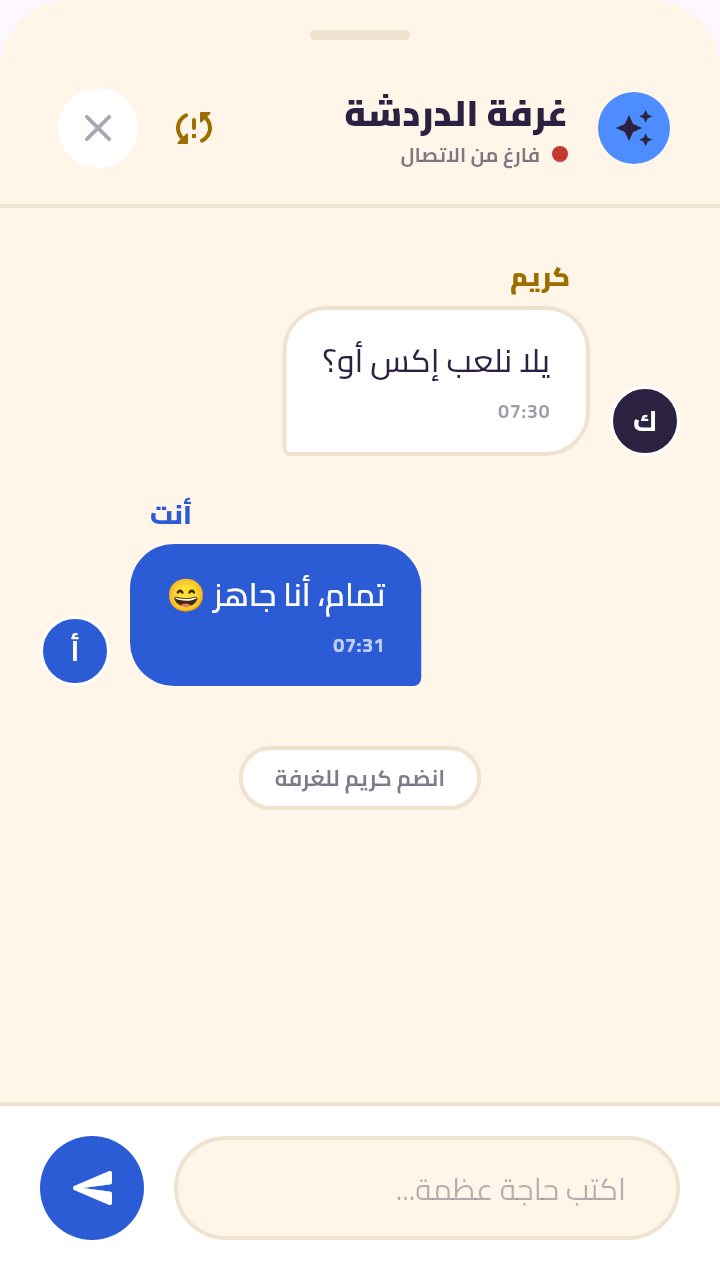 غرفة الدردشة
فارغ من الاتصال
كريم
يلا نلعب إكس أو؟
07:30
ك
أنت
تمام، أنا جاهز 😄
07:31
أ
انضم كريم للغرفة
اكتب حاجة عظمة...